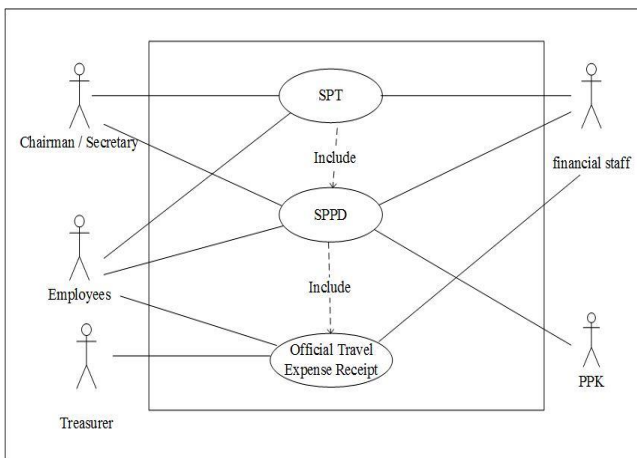 SPT
Chairman / Secretary
Include
financial staff
SPPD
Employees
Include
Official Travel
Expense Receipt
PPK
Treasurer